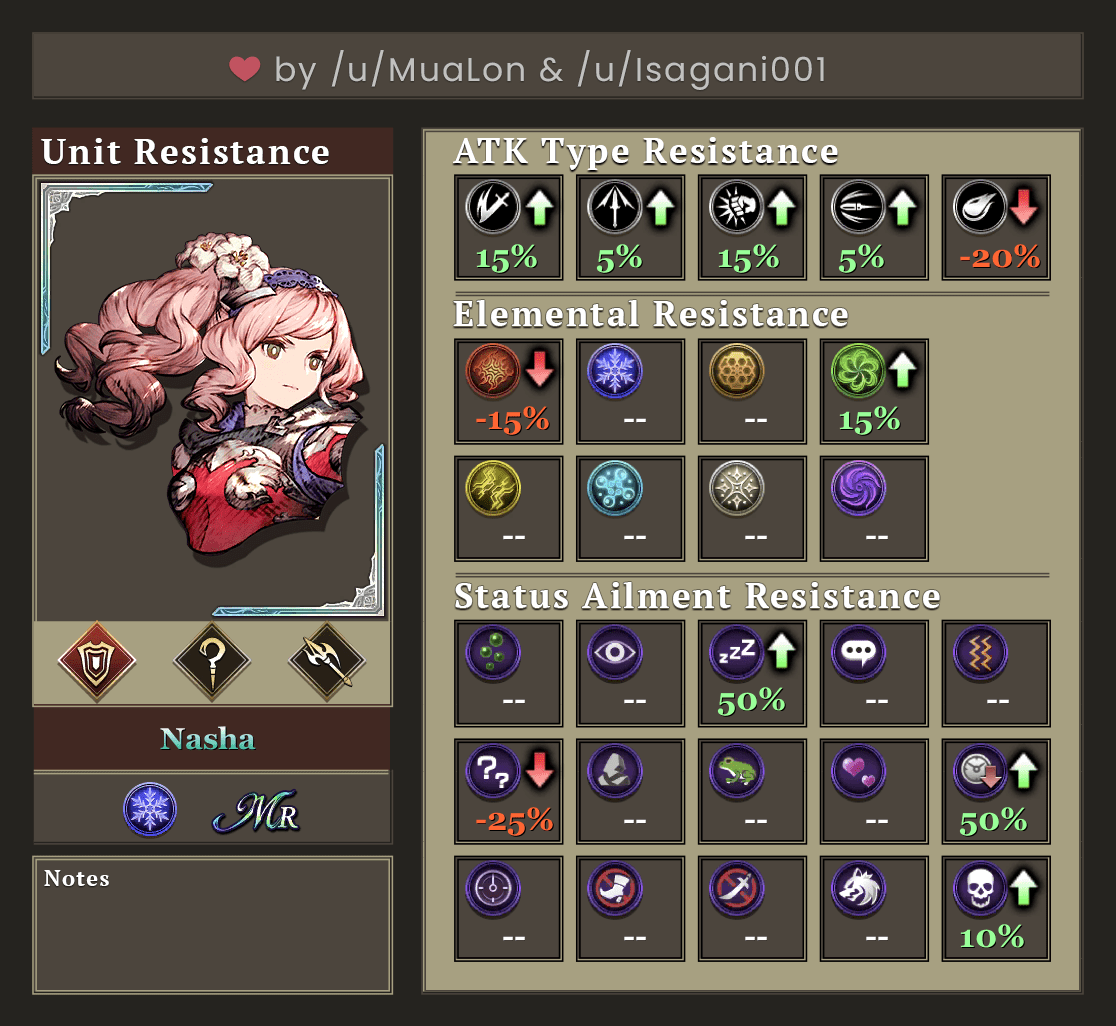 by /u/MuaLon & /u/Isagani001
Unit Resistance
Nasha
MR
Notes
ATK Type Resistance
15% 5% 15% 5% -20%
Elemental Resistance
-15% -- -- 15%
-- -- -- --
Status Ailment Resistance
zzZ
-- -- 50% -- --
??
-25% -- -- -- 50%
-- -- -- -- 10%